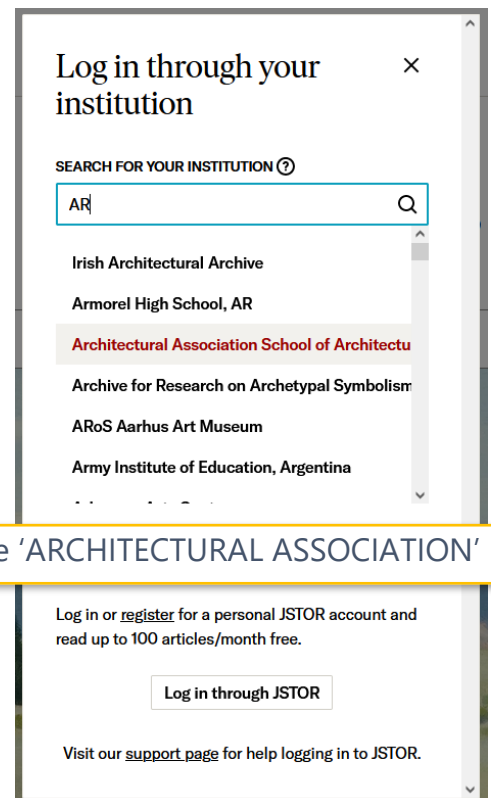 Log in through your
institution
SEARCH FOR YOUR INSTITUTION ?
AR
Irish Architectural Archive
Armorel High School, AR
Architectural Association School of Architectu
Archive for Research on Archetypal Symbolism
ARoS Aarhus Art Museum
Army Institute of Education, Argentina
e ‘ARCHITECTURAL ASSOCIATION’
Log in or register for a personal JSTOR account and
read up to 100 articles/month free.
Log in through JSTOR
Visit our support page for help logging in to JSTOR.